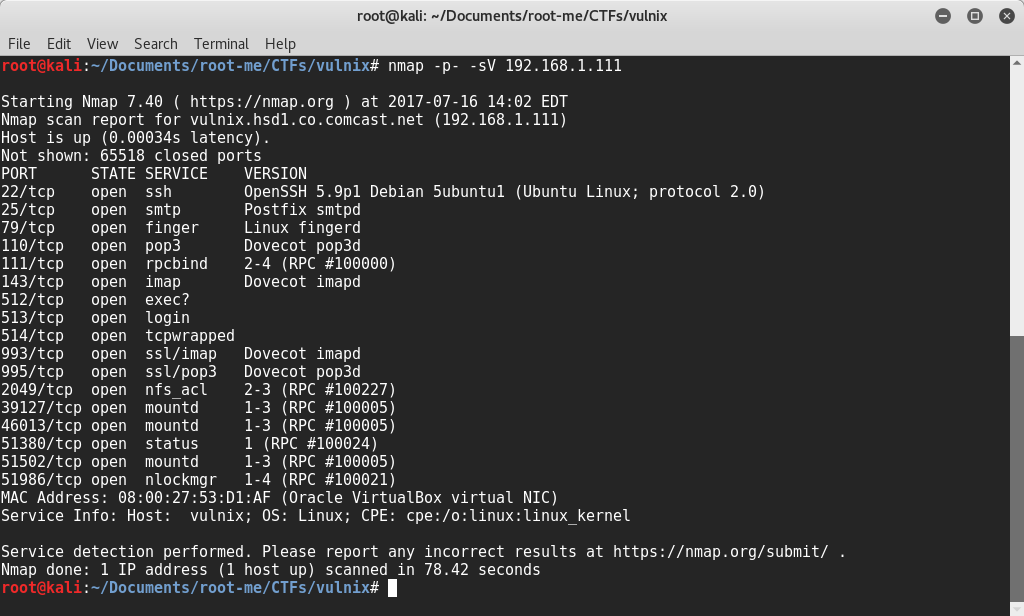 root@kali: ~/Documents/root-me/CTFs/vulnix
File Edit View Search Terminal Help
root@kali:~/Documents/root-me/CTFs/vulnix# nmap -p- -sV 192.168.1.111
Starting Nmap 7.40 ( https://nmap.org ) at 2017-07-16 14:02 EDT
Nmap scan report for vulnix.hsd1.co.comcast.net (192.168.1.111)
Host is up (0.00034s latency).
Not shown: 65518 closed ports
PORT      STATE SERVICE    VERSION
22/tcp    open  ssh        OpenSSH 5.9p1 Debian 5ubuntu1 (Ubuntu Linux; protocol 2.0)
25/tcp    open  smtp       Postfix smtpd
79/tcp    open  finger     Linux fingerd
110/tcp   open  pop3       Dovecot pop3d
111/tcp   open  rpcbind    2-4 (RPC #100000)
143/tcp   open  imap       Dovecot imapd
512/tcp   open  exec?
513/tcp   open  login
514/tcp   open  tcpwrapped
993/tcp   open  ssl/imap   Dovecot imapd
995/tcp   open  ssl/pop3   Dovecot pop3d
2049/tcp  open  nfs_acl    2-3 (RPC #100227)
39127/tcp open  mountd     1-3 (RPC #100005)
46013/tcp open  mountd     1-3 (RPC #100005)
51380/tcp open  status     1 (RPC #100024)
51502/tcp open  mountd     1-3 (RPC #100005)
51986/tcp open  nlockmgr   1-4 (RPC #100021)
MAC Address: 08:00:27:53:D1:AF (Oracle VirtualBox virtual NIC)
Service Info: Host:  vulnix; OS: Linux; CPE: cpe:/o:linux:linux_kernel
Service detection performed. Please report any incorrect results at https://nmap.org/submit/ .
Nmap done: 1 IP address (1 host up) scanned in 78.42 seconds
root@kali:~/Documents/root-me/CTFs/vulnix#